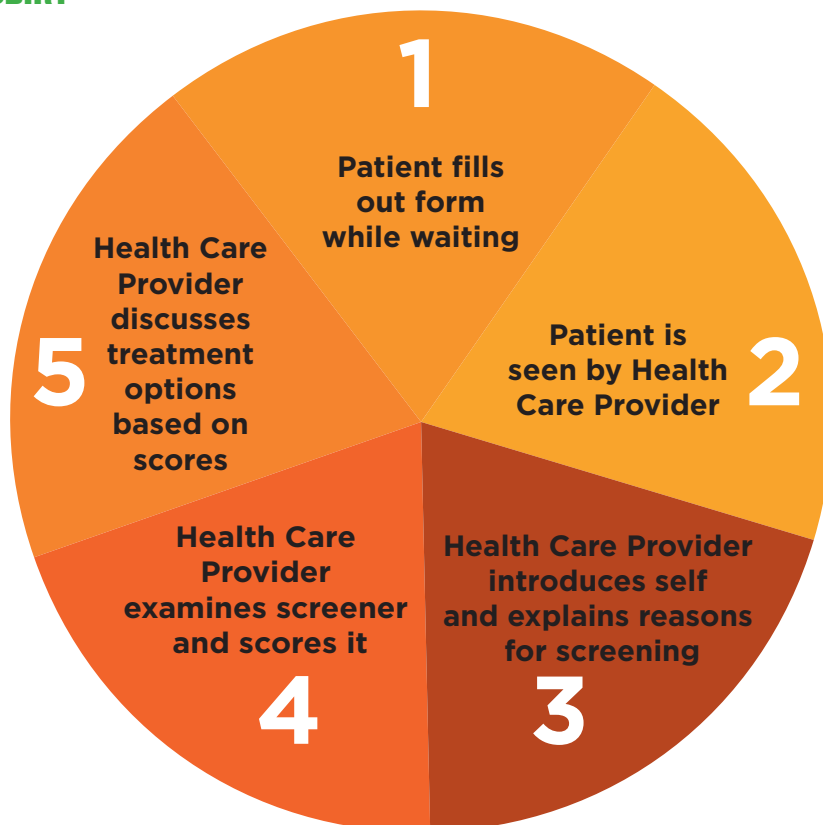 1
Patient fills
out form
while waiting
2
Patient is
seen by Health
Care Provider
3
Health Care Provider
introduces self
and explains reasons
for screening
4
Health Care
Provider
examines screener
and scores it
5
Health Care
Provider
discusses
treatment
options
based on
scores